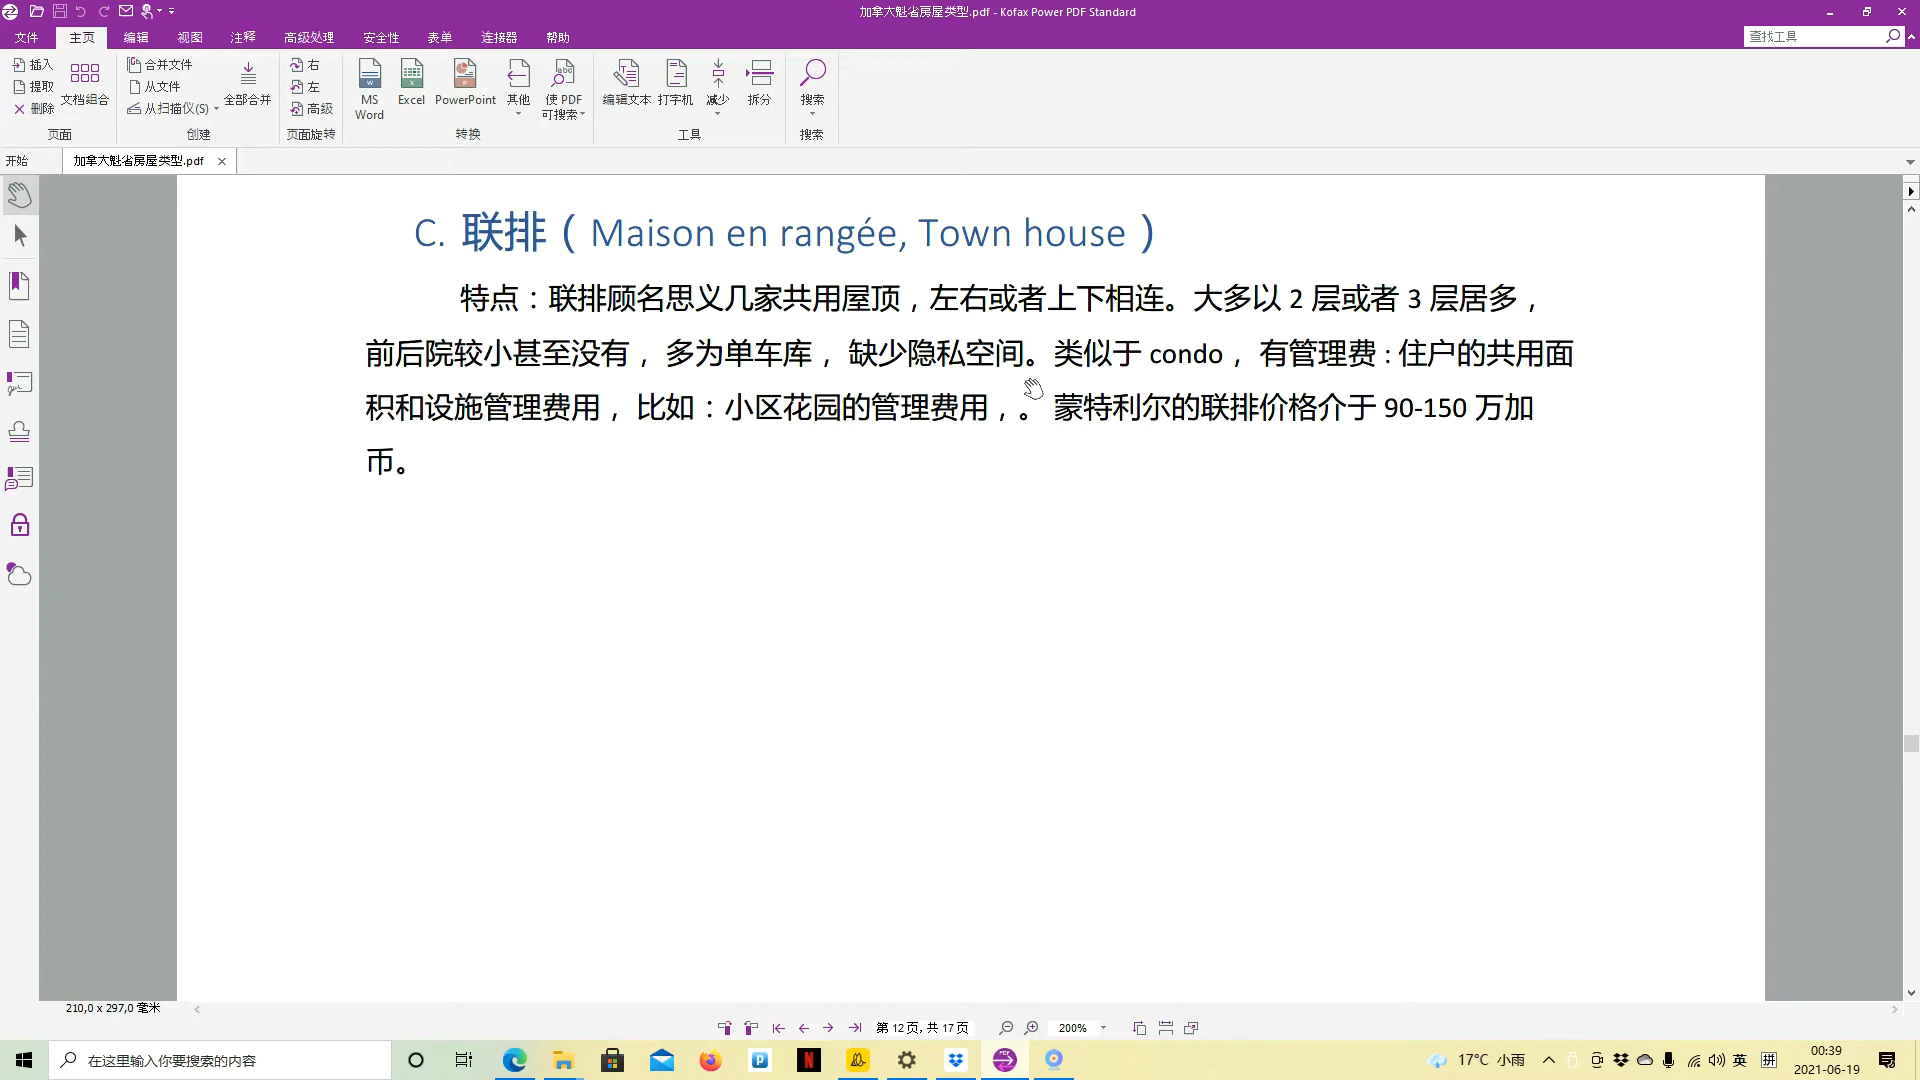 加拿大魁省房屋类型.pdf - Kofax Power PDF Standard
文件 主页 编辑 视图 注释 高级处理 安全性 表单 连接器 帮助 查找工具
插入 合并文件 右
提取 文档组合 从文件 全部合并 左 MS Word Excel PowerPoint 其他 使 PDF 可搜索 编辑文本 打字机 减少 拆分 搜索
删除 从扫描仪(S) 高级
页面 创建 页面旋转 转换 工具 搜索
开始 加拿大魁省房屋类型.pdf
C. 联排（Maison en rangée, Town house）
特点：联排顾名思义几家共用屋顶，左右或者上下相连。大多以 2 层或者 3 层居多，
前后院较小甚至没有， 多为单车库， 缺少隐私空间。类似于 condo， 有管理费：住户的共用面
积和设施管理费用， 比如：小区花园的管理费用，。 蒙特利尔的联排价格介于 90-150 万加
币。
210,0 x 297,0 毫米
第 12 页, 共 17 页 200%
在这里输入你要搜索的内容 17°C 小雨 英 拼 00:39
2021-06-19